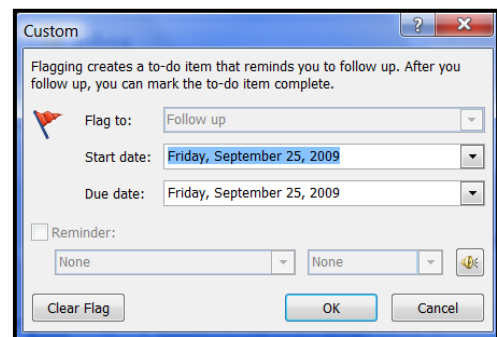 Custom
Flagging creates a to-do item that reminds you to follow up. After you
follow up, you can mark the to-do item complete.
Flag to: Follow up
Start date: Friday, September 25, 2009
Due date: Friday, September 25, 2009
Reminder:
None None
Clear Flag OK Cancel